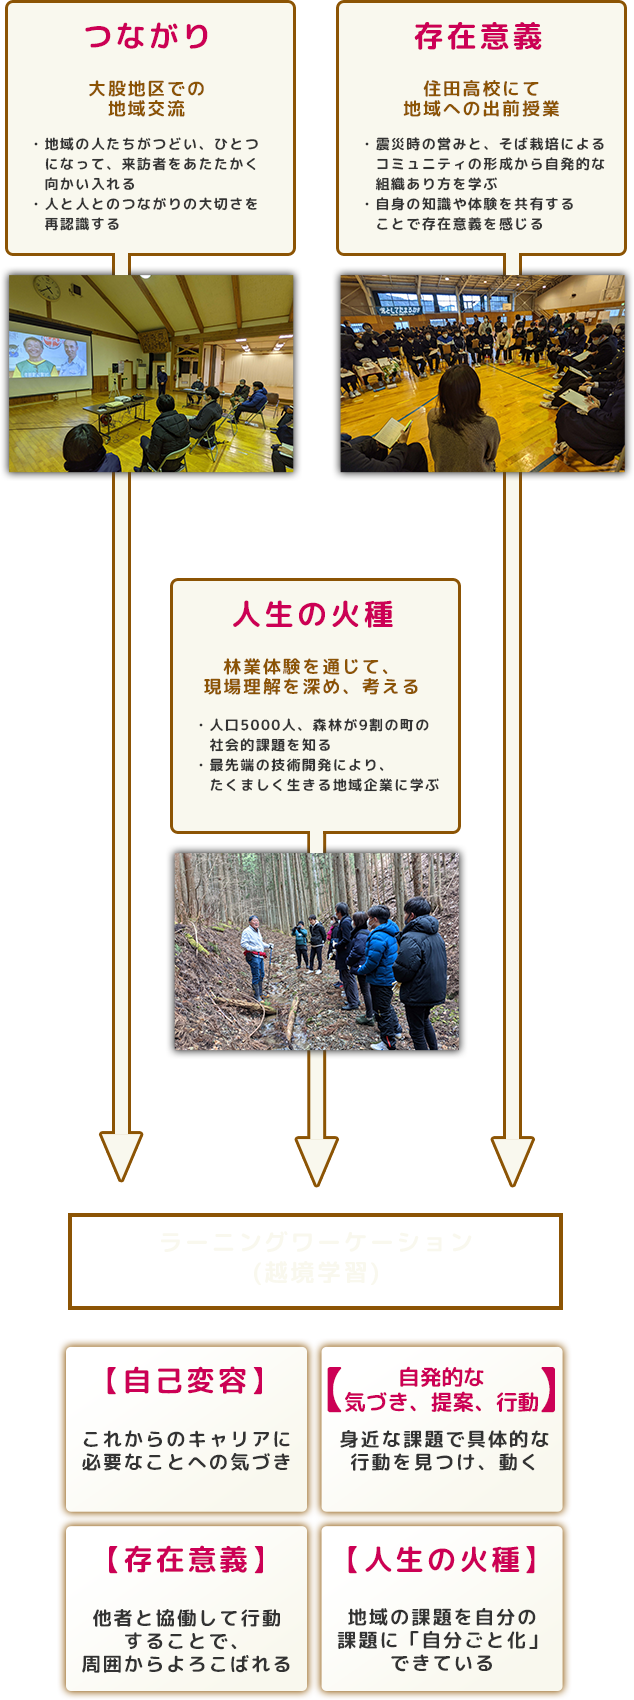 つながり
大股地区での
地域交流
・地域の人たちがつどい、ひとつ
になって、来訪者をあたたかく
向かい入れる
・人と人とのつながりの大切さを
再認識する
存在意義
住田高校にて
地域への出前授業
・震災時の営みと、そば栽培による
コミュニティの形成から自発的な
組織あり方を学ぶ
・自身の知識や体験を共有する
ことで存在意義を感じる
人生の火種
林業体験を通じて、
現場理解を深め、考える
・人口5000人、森林が9割の町の
社会的課題を知る
・最先端の技術開発により、
たくましく生きる地域企業に学ぶ
ラーニングワーケーション
(越境学習)
【自己変容】
これからのキャリアに
必要なことへの気づき
【自発的な
気づき、提案、行動】
身近な課題で具体的な
行動を見つけ、動く
【存在意義】
他者と協働して行動
することで、
周囲からよろこばれる
【人生の火種】
地域の課題を自分の
課題に「自分ごと化」
できている